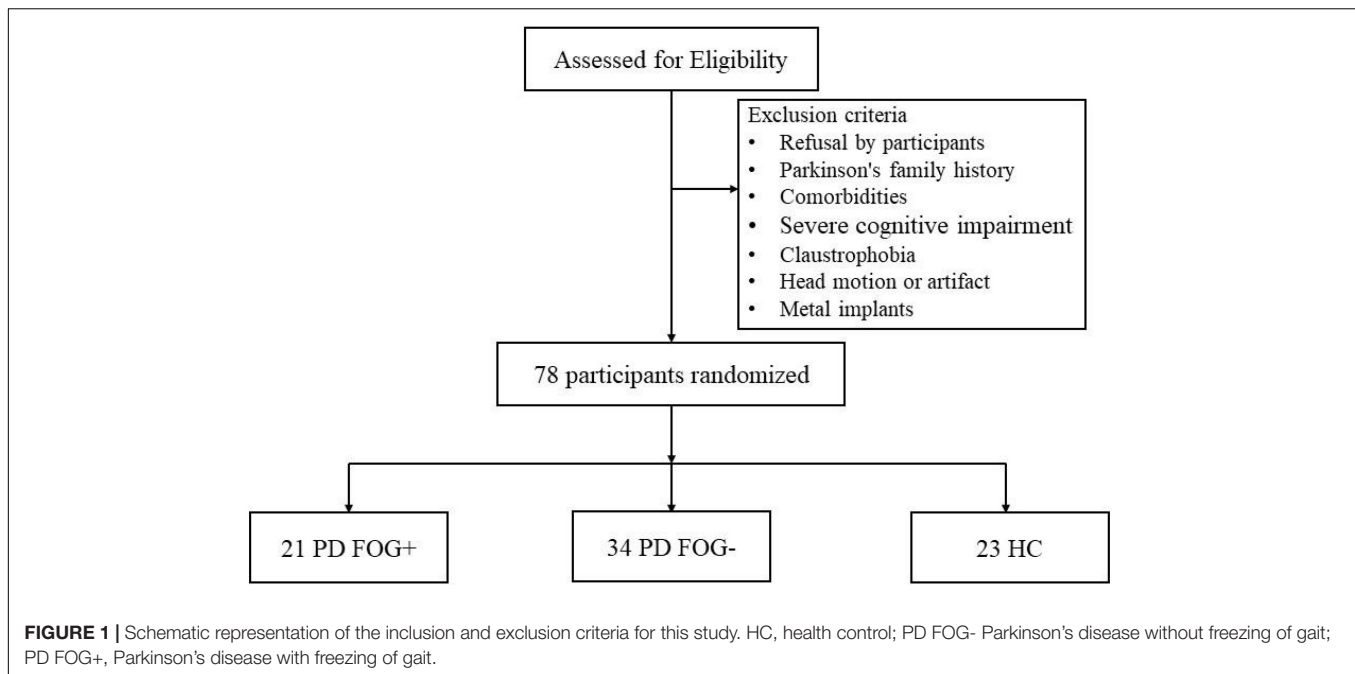 Assessed for Eligibility
Exclusion criteria
• Refusal by participants
• Parkinson's family history
• Comorbidities
• Severe cognitive impairment
• Claustrophobia
• Head motion or artifact
• Metal implants
78 participants randomized
21 PD FOG+
34 PD FOG-
23 HC
FIGURE 1 | Schematic representation of the inclusion and exclusion criteria for this study. HC, health control; PD FOG- Parkinson’s disease without freezing of gait;
PD FOG+, Parkinson’s disease with freezing of gait.